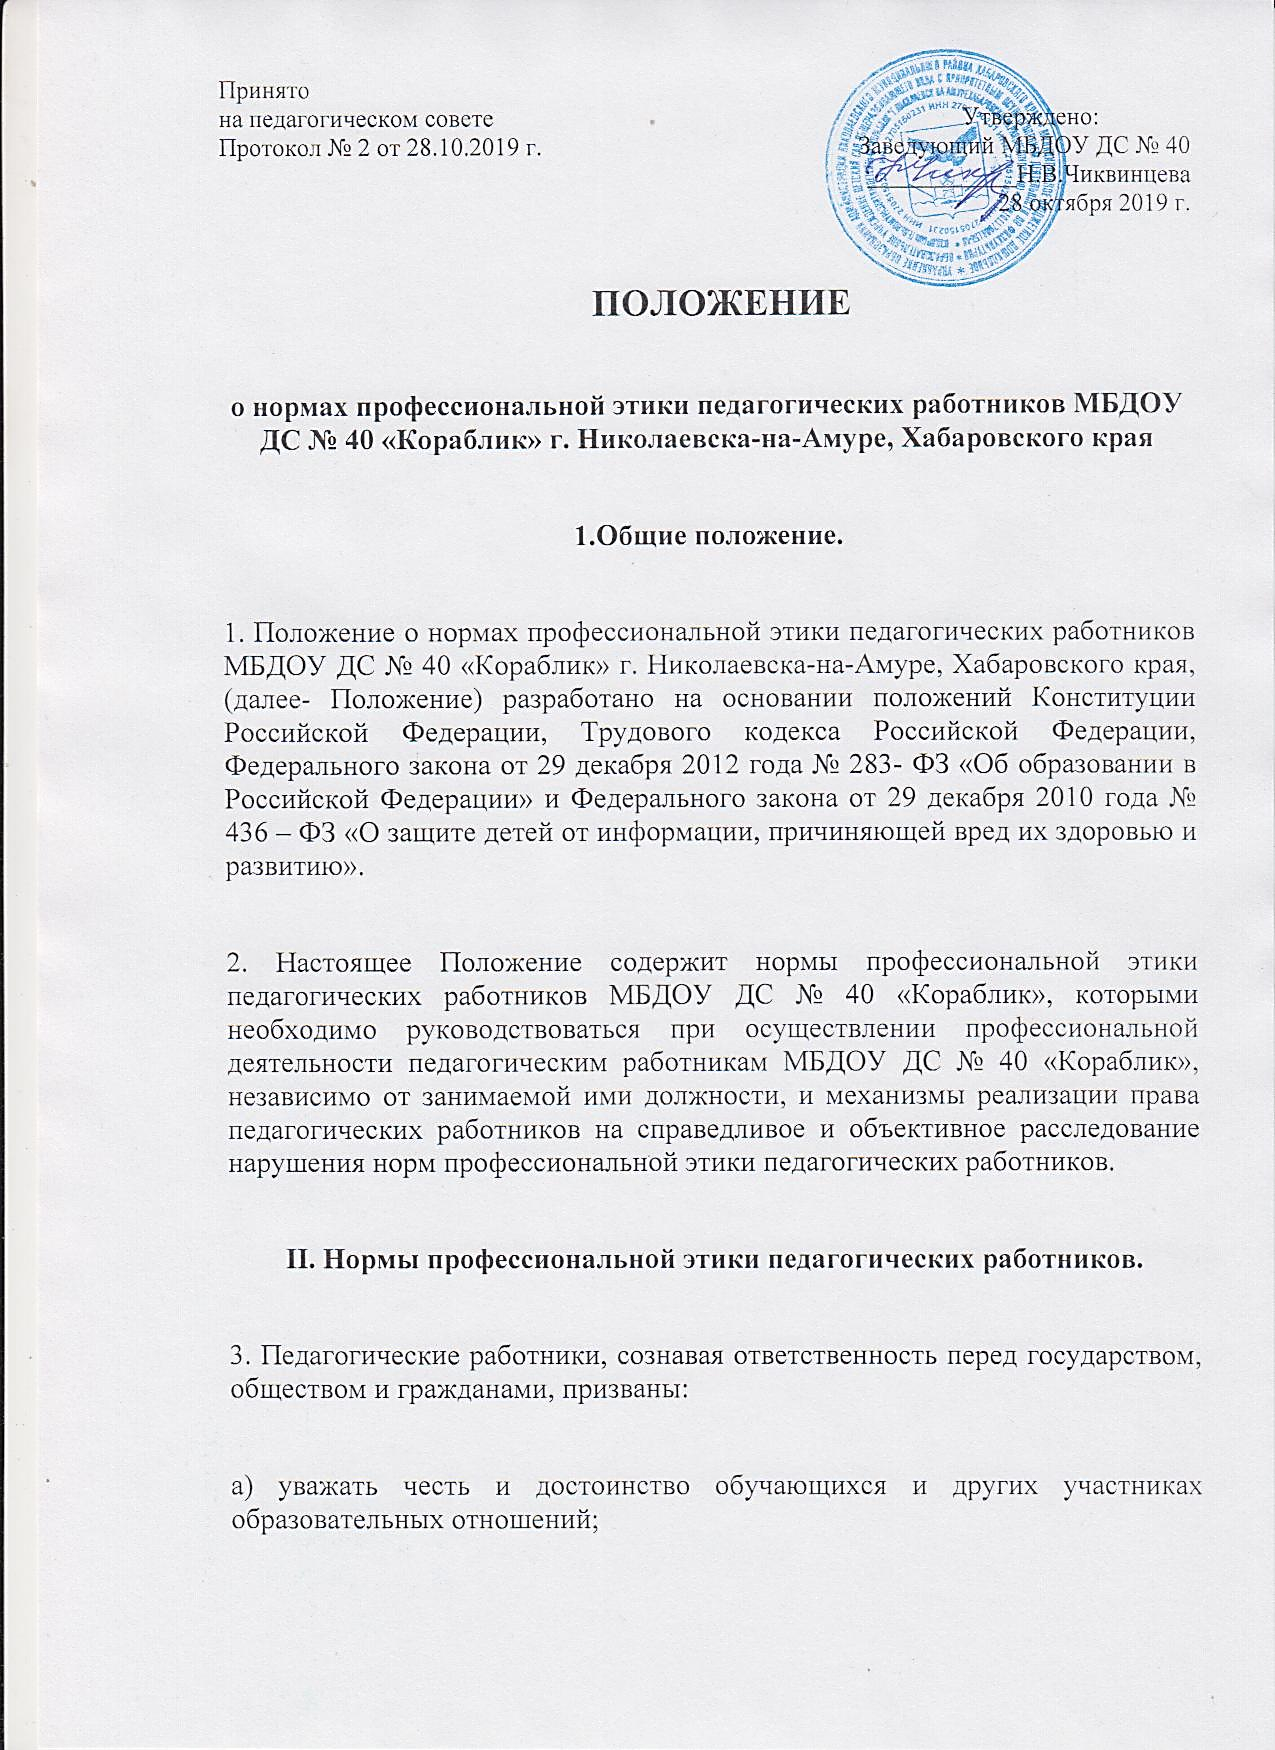 Принято
на педагогическом совете
Протокол № 2 от 28.10.2019 г.
Утверждено:
Заведующий МБДОУ ДС № 40
Н.В.Чиквинцева
28 октября 2019 г.
ПОЛОЖЕНИЕ
о нормах профессиональной этики педагогических работников МБДОУ
ДС № 40 «Кораблик» г. Николаевска-на-Амуре, Хабаровского края
1.Общие положение.
1. Положение о нормах профессиональной этики педагогических работников
МБДОУ ДС № 40 «Кораблик» г. Николаевска-на-Амуре, Хабаровского края,
(далее- Положение) разработано на основании положений Конституции
Российской Федерации, Трудового кодекса Российской Федерации,
Федерального закона от 29 декабря 2012 года № 283- ФЗ «Об образовании в
Российской Федерации» и Федерального закона от 29 декабря 2010 года №
436 – ФЗ «О защите детей от информации, причиняющей вред их здоровью и
развитию».
2. Настоящее Положение содержит нормы профессиональной этики
педагогических работников МБДОУ ДС № 40 «Кораблик», которыми
необходимо руководствоваться при осуществлении профессиональной
деятельности педагогическим работникам МБДОУ ДС № 40 «Кораблик»,
независимо от занимаемой ими должности, и механизмы реализации права
педагогических работников на справедливое и объективное расследование
нарушения норм профессиональной этики педагогических работников.
II. Нормы профессиональной этики педагогических работников.
3. Педагогические работники, сознавая ответственность перед государством,
обществом и гражданами, призваны:
а) уважать честь и достоинство обучающихся и других участниках
образовательных отношений;